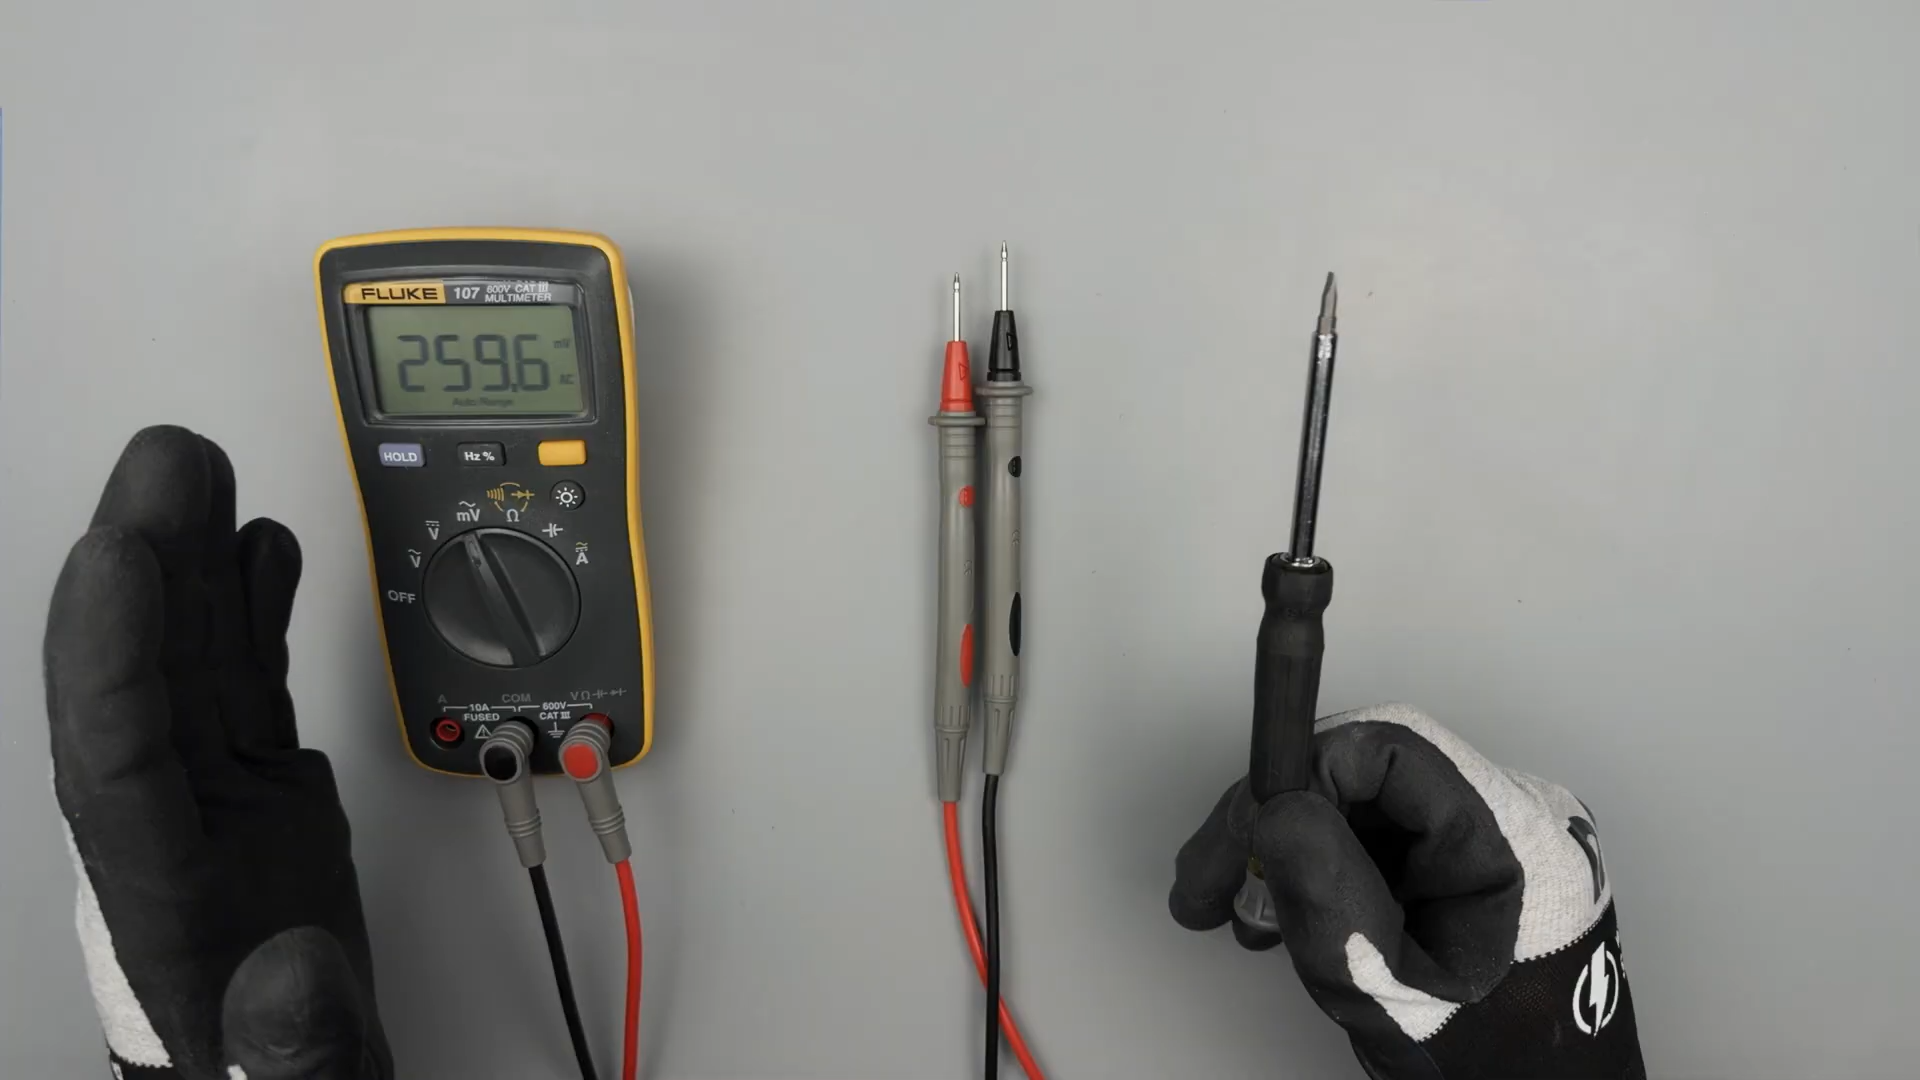 FLUKE 107 600V CAT III
MULTIMETER
259.6 mV
AC
Auto Range
HOLD Hz %
mV
V
Ω
V
A
OFF
A COM VΩ
10A 600V
FUSED CAT III